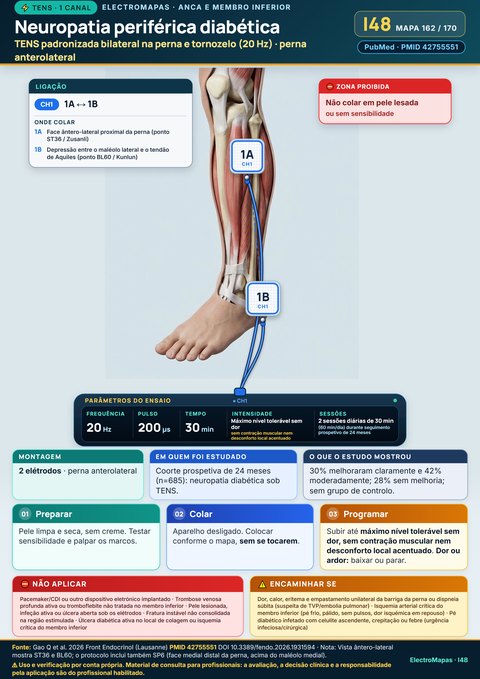 TENS · 1 CANAL
ELECTROMAPAS · ANCA E MEMBRO INFERIOR
Neuropatia periférica diabética
TENS padronizada bilateral na perna e tornozelo (20 Hz) · perna
anterolateral
I48 MAPA 162 / 170
PubMed · PMID 42755551
LIGAÇÃO
CH1 1A ↔ 1B
ONDE COLAR
1A Face ântero-lateral proximal da perna (ponto
ST36 / Zusanli)
1B Depressão entre o maléolo lateral e o tendão
de Aquiles (ponto BL60 / Kunlun)
ZONA PROIBIDA
Não colar em pele lesada
ou sem sensibilidade
1A
CH1
1B
CH1
PARÂMETROS DO ENSAIO
CH1
FREQUÊNCIA
20 Hz
PULSO
200 µs
TEMPO
30 min
INTENSIDADE
Máximo nível tolerável sem
dor
sem contração muscular nem
desconforto local acentuado
SESSÕES
2 sessões diárias de 30 min
(60 min/dia) durante seguimento
prospetivo de 24 meses
MONTAGEM
2 elétrodos · perna anterolateral
EM QUEM FOI ESTUDADO
Coorte prospetiva de 24 meses
(n=685): neuropatia diabética sob
TENS.
O QUE O ESTUDO MOSTROU
30% melhoraram claramente e 42%
moderadamente; 28% sem melhoria;
sem grupo de controlo.
01 Preparar
Pele limpa e seca, sem creme. Testar
sensibilidade e palpar os marcos.
02 Colar
Aparelho desligado. Colocar
conforme o mapa, sem se tocarem.
03 Programar
Subir até máximo nível tolerável sem
dor, sem contração muscular nem
desconforto local acentuado. Dor ou
ardor: baixar ou parar.
NÃO APLICAR
Pacemaker/CDI ou outro dispositivo eletrónico implantado · Trombose venosa
profunda ativa ou tromboflebite não tratada no membro inferior · Pele lesionada,
infeção ativa ou úlcera aberta sob os elétrodos · Fratura instável não consolidada
na região estimulada · Úlcera diabética ativa no local de colagem ou isquemia
crítica do membro inferior
ENCAMINHAR SE
Dor, calor, eritema e empastamento unilateral da barriga da perna ou dispneia
súbita (suspeita de TVP/embolia pulmonar) · Isquemia arterial crítica do
membro inferior (pé frio, pálido, sem pulsos, dor isquémica em repouso) · Pé
diabético infetado com celulite ascendente, crepitação ou febre (urgência
infeciosa/cirúrgica)
Fonte: Gao Q et al. 2026 Front Endocrinol (Lausanne) PMID 42755551 DOI 10.3389/fendo.2026.1931594 · Nota: Vista ântero-lateral
mostra ST36 e BL60; o protocolo inclui também SP6 (face medial distal da perna, acima do maléolo medial).
Uso e verificação por conta própria. Material de consulta para profissionais: a avaliação, a decisão clínica e a responsabilidade
pela aplicação são do profissional habilitado.
ElectroMapas · I48